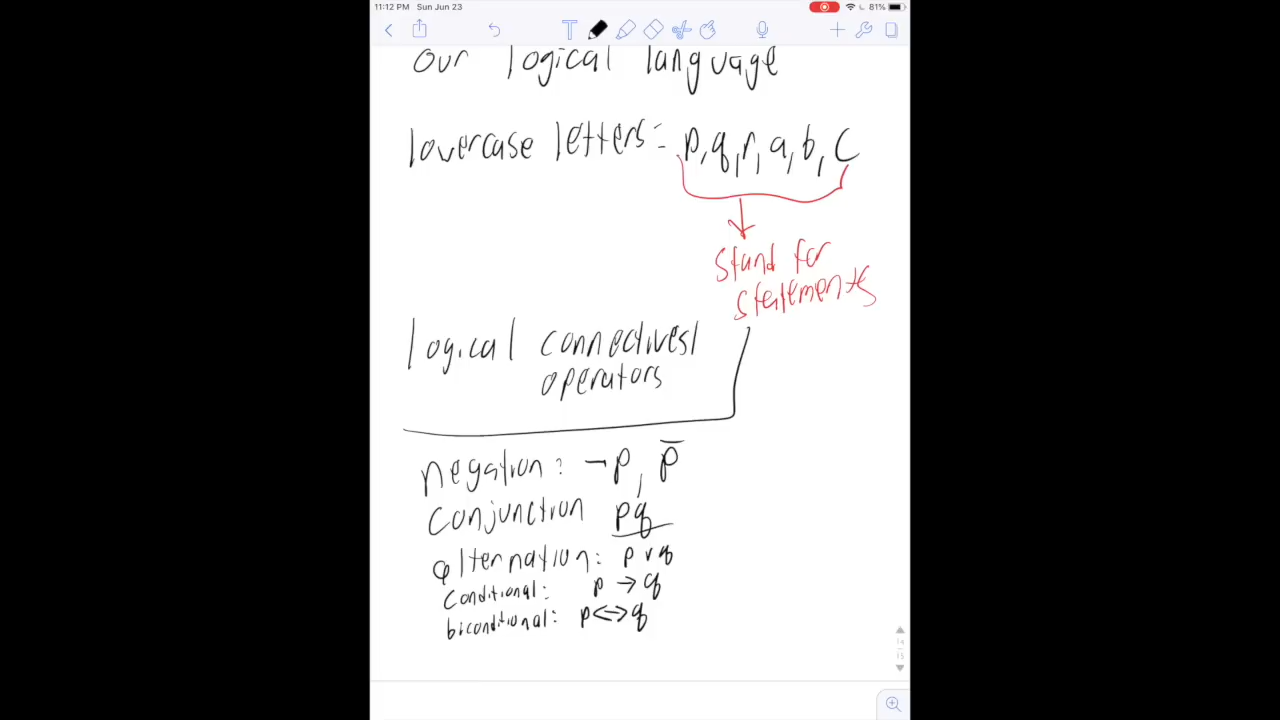 11:12 PM Sun Jun 23 81%
our logical language
lowercase letters: p, q, r, a, b, c
stand for
statements
logical connectives/
operators
negation: ¬p, p̅
conjunction pq
alternation: p ∨ q
conditional: p → q
biconditional: p <-> q